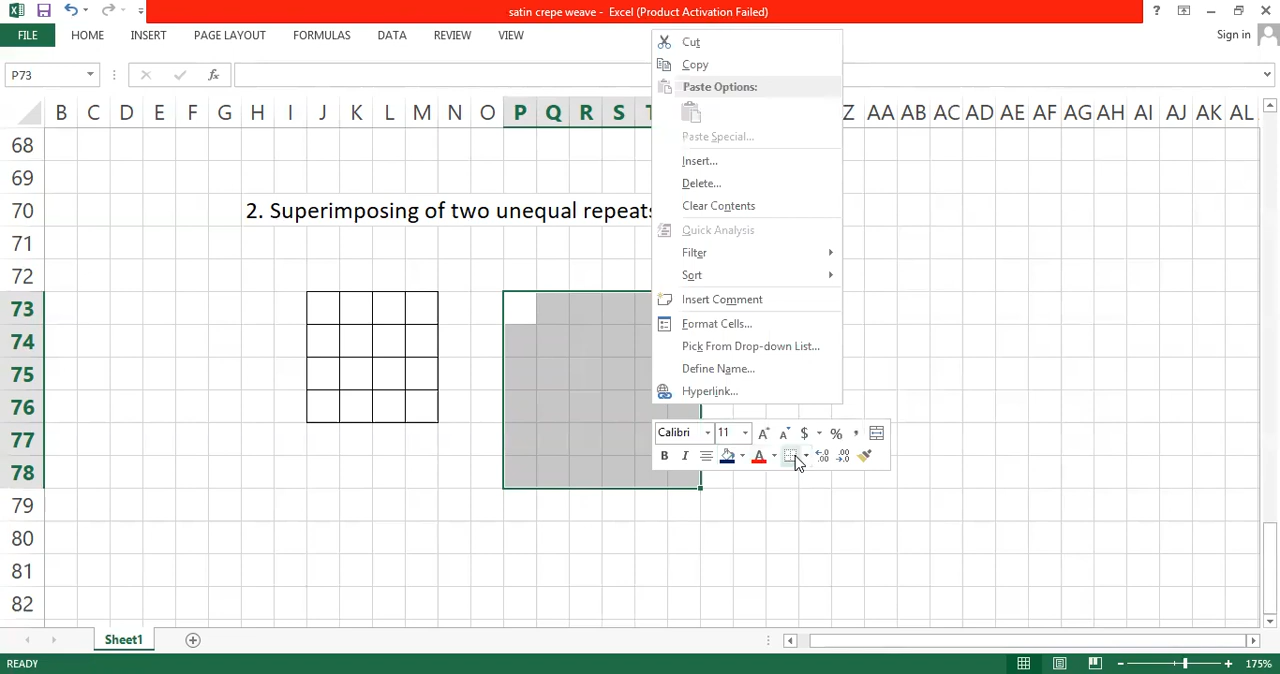 satin crepe weave - Excel (Product Activation Failed)
?
FILE HOME INSERT PAGE LAYOUT FORMULAS DATA REVIEW VIEW
Sign in
P73
fx
B C D E F G H I J K L M N O P Q R S T Z AA AB AC AD AE AF AG AH AI AJ AK AL
68
69
70 2. Superimposing of two unequal repeats
71
72
73
74
75
76
77
78
79
80
81
82
Cut
Copy
Paste Options:
Paste Special...
Insert...
Delete...
Clear Contents
Quick Analysis
Filter
Sort
Insert Comment
Format Cells...
Pick From Drop-down List...
Define Name...
Hyperlink...
Calibri 11 A A $ % ,
B I A .00 .00
Sheet1
READY
175%